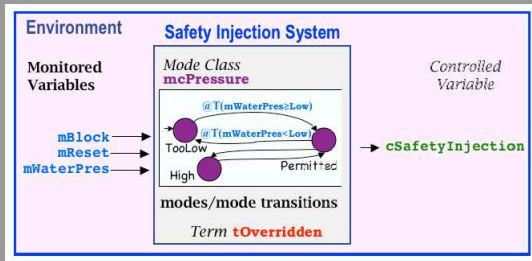 Environment
Safety Injection System
Monitored
Variables
mBlock
mReset
mWaterPres
Mode Class
mcPressure
@T(mWaterPres≥Low)
@T(mWaterPres<Low)
TooLow
Permitted
High
modes/mode transitions
Term tOverridden
Controlled
Variable
cSafetyInjection